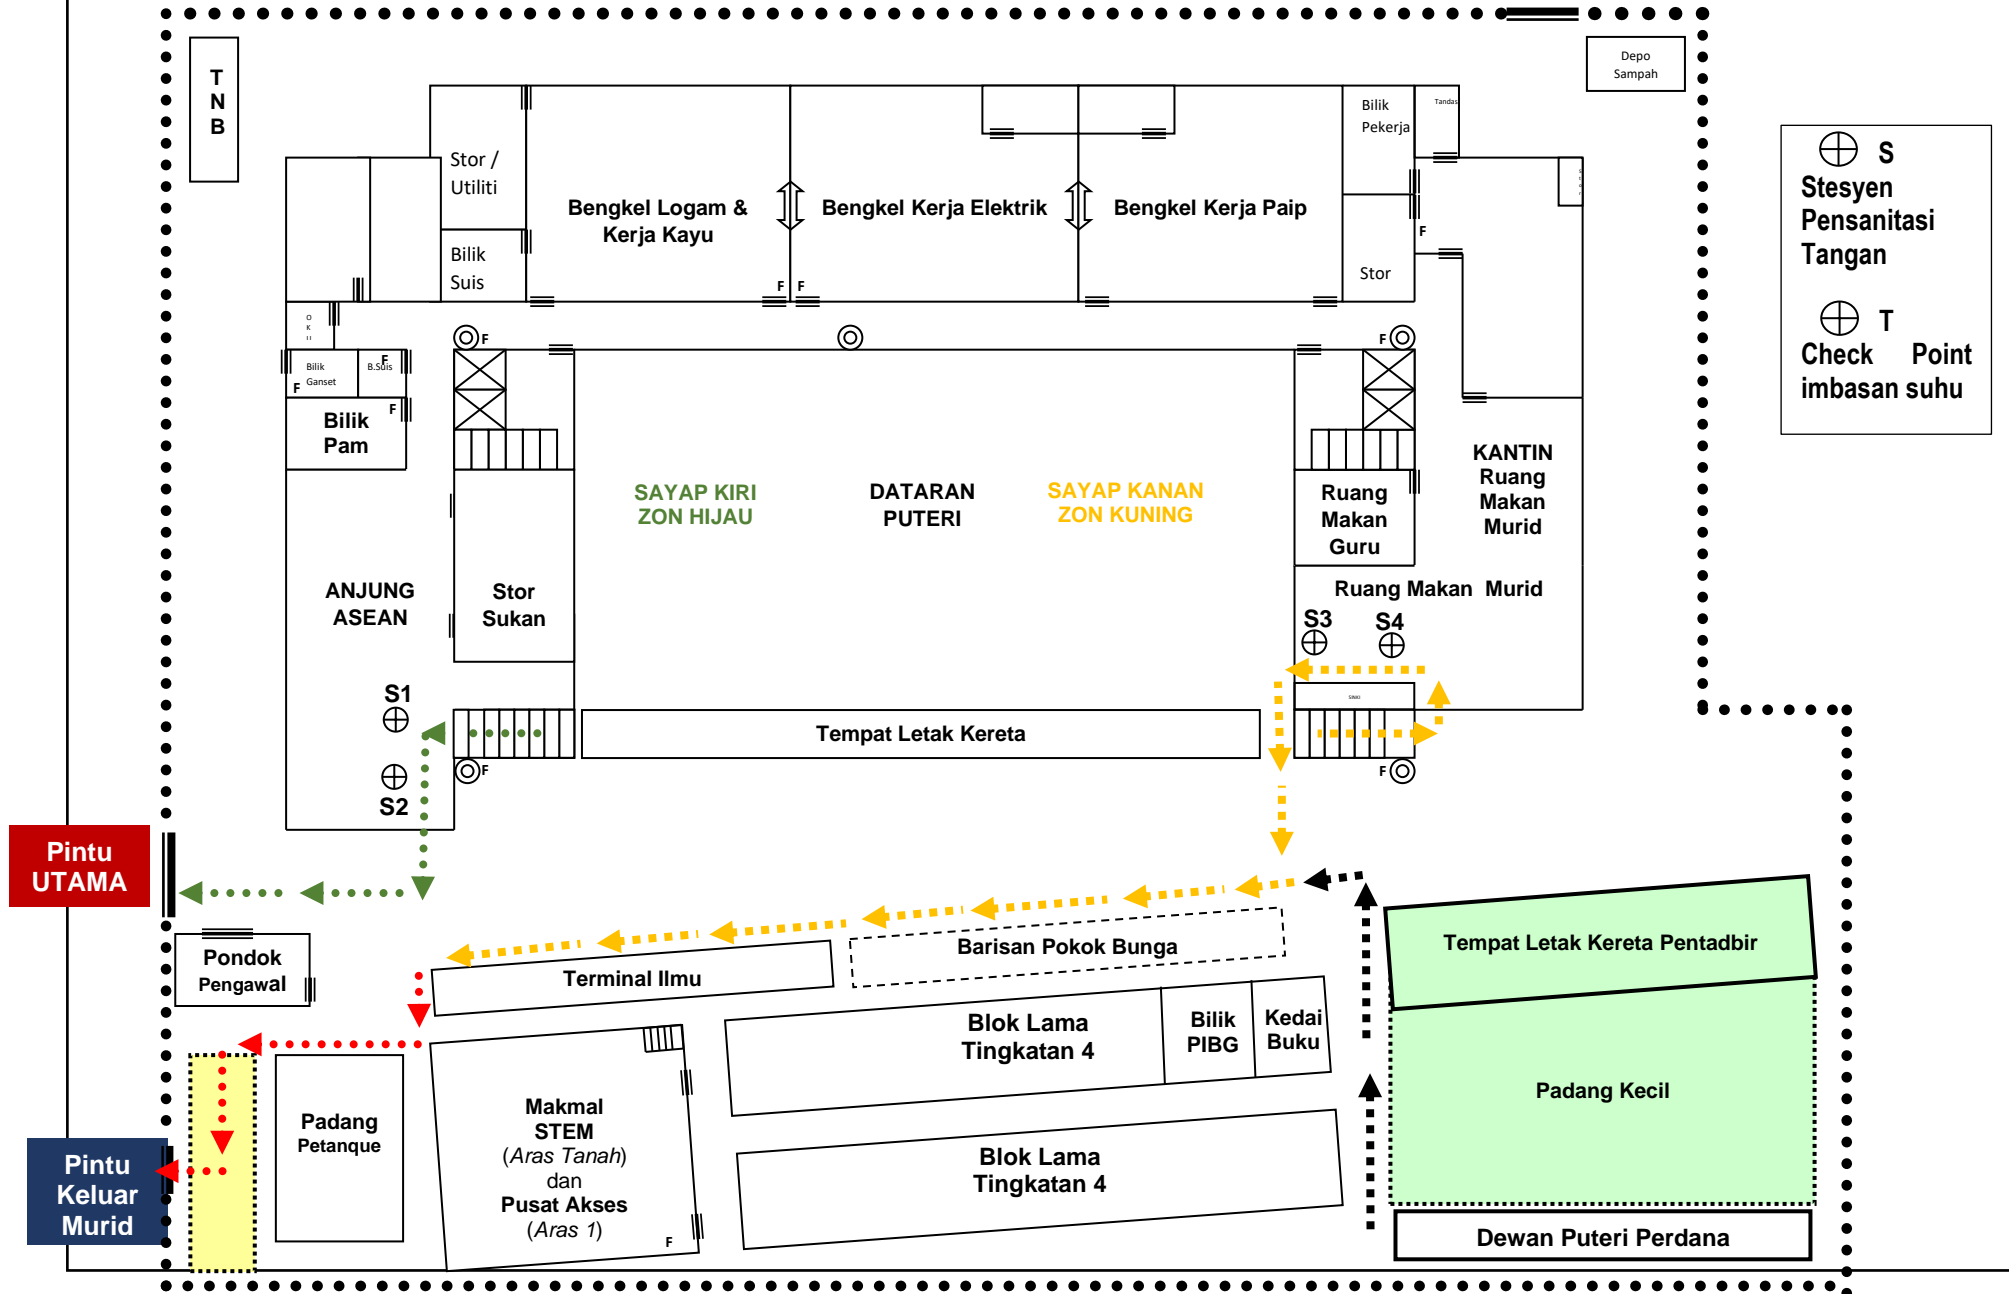 T
N
B
Depo
Sampah
Stor /
Utiliti
Bilik
Suis
Bengkel Logam &
Kerja Kayu
F
F
Bengkel Kerja Elektrik
Bengkel Kerja Paip
Bilik
Pekerja
Tandas
Stor
F
S
Stesyen
Pensanitasi
Tangan
T
Check Point
imbasan suhu
O
K
U
Bilik
Ganset
F
B.Suis
F
F
Bilik
Pam
F
F
SAYAP KIRI
ZON HIJAU
DATARAN
PUTERI
SAYAP KANAN
ZON KUNING
Ruang
Makan
Guru
KANTIN
Ruang
Makan
Murid
Ruang Makan Murid
ANJUNG
ASEAN
Stor
Sukan
S3
S4
S1
S2
F
Tempat Letak Kereta
F
Pintu
UTAMA
Pondok
Pengawal
Terminal Ilmu
Barisan Pokok Bunga
Tempat Letak Kereta Pentadbir
Blok Lama
Tingkatan 4
Bilik
PIBG
Kedai
Buku
Padang Kecil
Padang
Petanque
Makmal
STEM
(Aras Tanah)
dan
Pusat Akses
(Aras 1)
F
Blok Lama
Tingkatan 4
Pintu
Keluar
Murid
Dewan Puteri Perdana